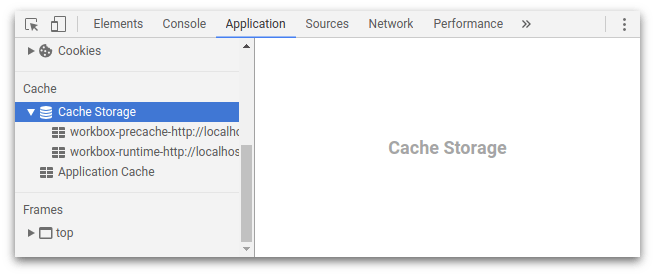 Elements Console Application Sources Network Performance »
Cookies
Cache
Cache Storage
workbox-precache-http://localho
workbox-runtime-http://localhos
Application Cache
Frames
top
Cache Storage